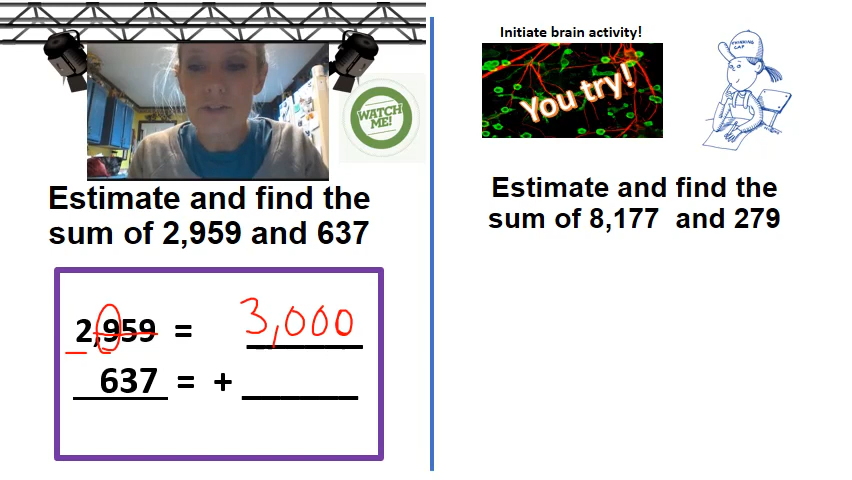 WATCH
ME!
Estimate and find the
sum of 2,959 and 637
2,959 = 3,000
637 = +
Initiate brain activity!
You try!
THINKING
CAP
Estimate and find the
sum of 8,177 and 279